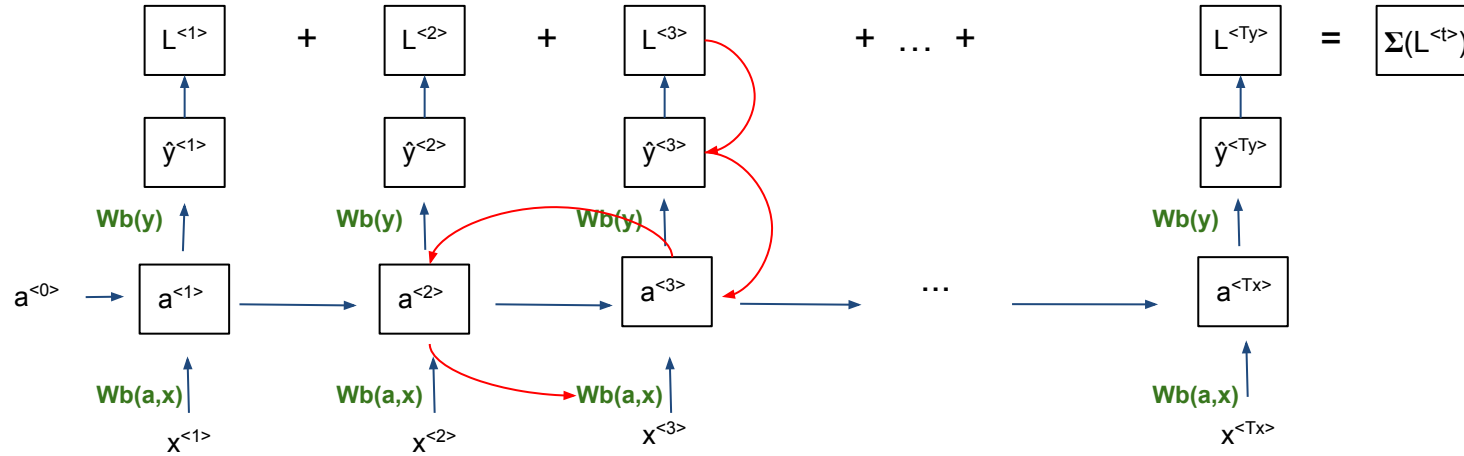 L<1> + L<2> + L<3> + ... + L<Ty> = Σ(L<t>)
ŷ<1> ŷ<2> ŷ<3> ŷ<Ty>
Wb(y) Wb(y) Wb(y) Wb(y)
a<0> a<1> a<2> a<3> ... a<Tx>
Wb(a,x) Wb(a,x) Wb(a,x) Wb(a,x)
x<1> x<2> x<3> x<Tx>